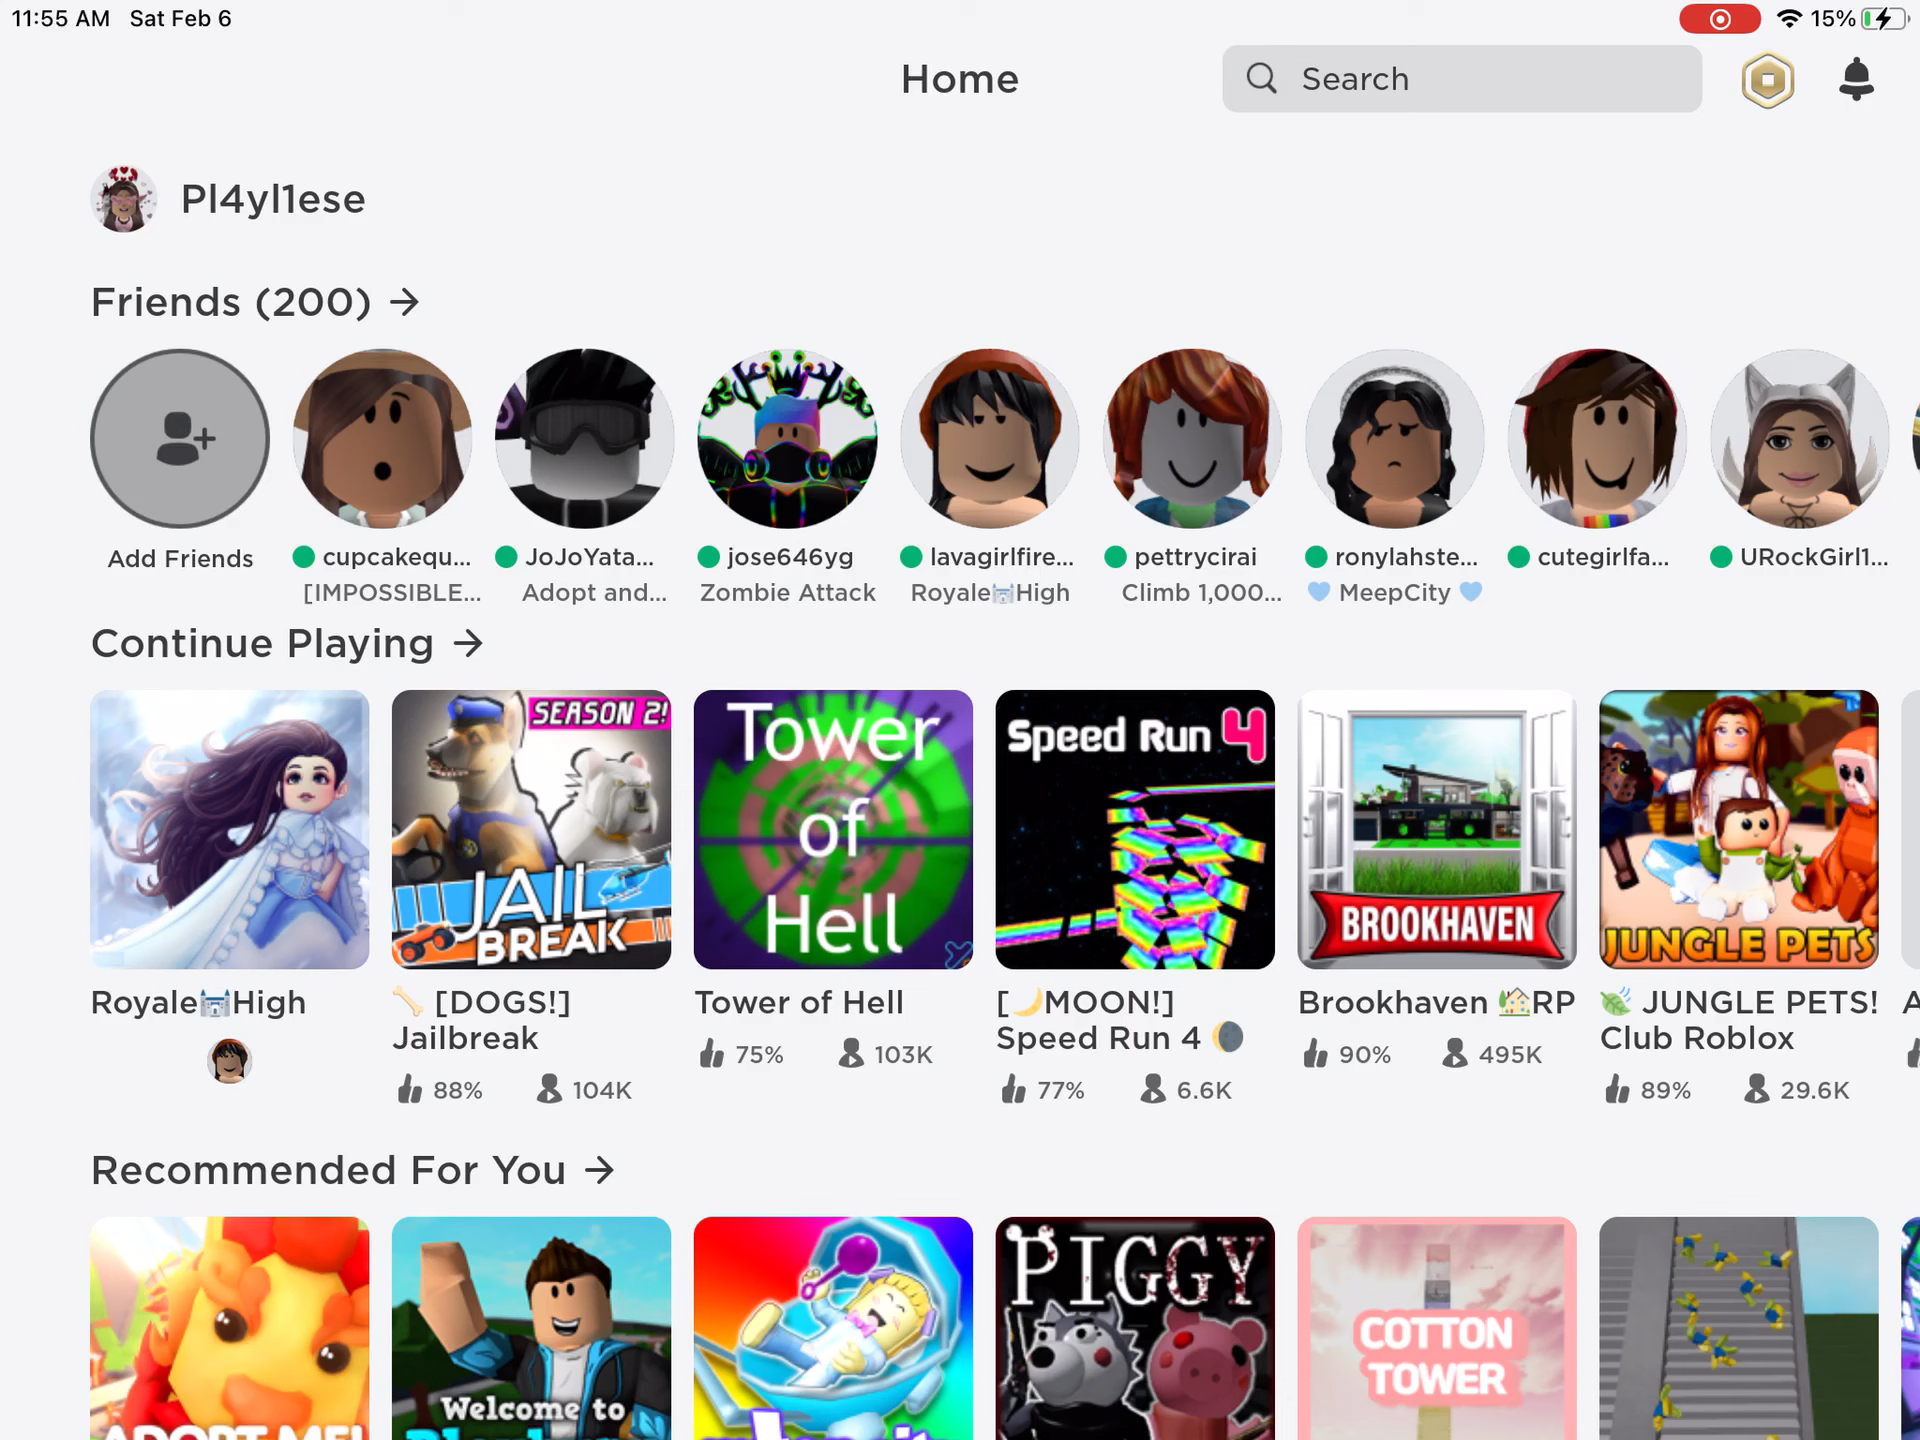 11:55 AM Sat Feb 6
15%
Home
Search
Pl4yl1ese
Friends (200) →
Add Friends
cupcakequ...
JoJoYata...
jose646yg
lavagirlfire...
pettrycirai
ronylahste...
cutegirlfa...
URockGirl1...
[IMPOSSIBLE...
Adopt and...
Zombie Attack
Royale🏰High
Climb 1,000...
💙 MeepCity 💙
Continue Playing →
SEASON 2!
JAIL
BREAK
Tower
of
Hell
Speed Run 4
BROOKHAVEN
JUNGLE PETS
Royale🏰High
🦴 [DOGS!]
Jailbreak
88% 104K
Tower of Hell
75% 103K
[🌙MOON!]
Speed Run 4 🌘
77% 6.6K
Brookhaven 🏡RP
90% 495K
🍃 JUNGLE PETS!
Club Roblox
89% 29.6K
Recommended For You →
ADOPT ME!
Welcome to
PIGGY
COTTON
TOWER